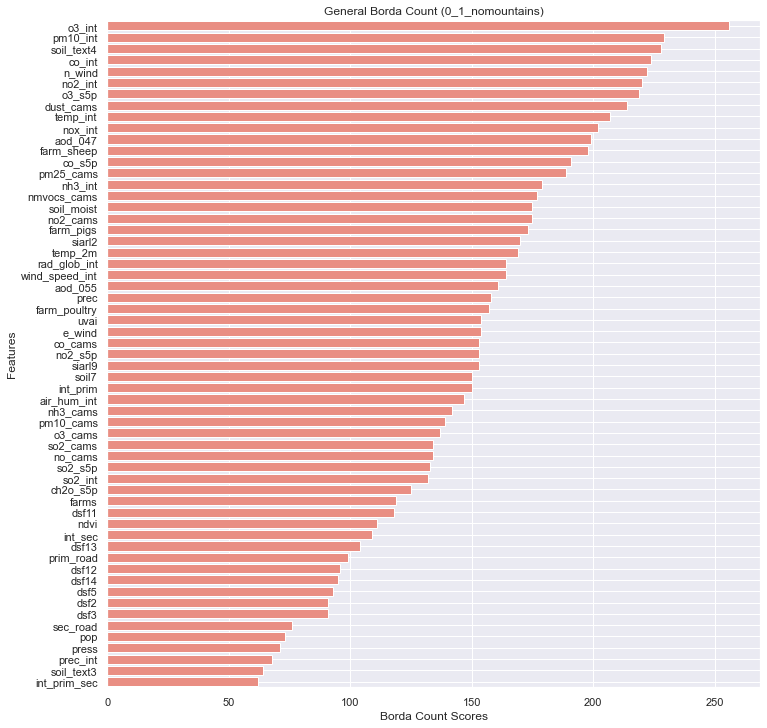 General Borda Count (0_1_nomountains)
o3_int
pm10_int
soil_text4
co_int
n_wind
no2_int
o3_s5p
dust_cams
temp_int
nox_int
aod_047
farm_sheep
co_s5p
pm25_cams
nh3_int
nmvocs_cams
soil_moist
no2_cams
farm_pigs
siarl2
temp_2m
rad_glob_int
wind_speed_int
aod_055
prec
farm_poultry
uvai
e_wind
co_cams
no2_s5p
siarl9
soil7
int_prim
air_hum_int
nh3_cams
pm10_cams
o3_cams
so2_cams
no_cams
so2_s5p
so2_int
ch2o_s5p
farms
dsf11
ndvi
int_sec
dsf13
prim_road
dsf12
dsf14
dsf5
dsf2
dsf3
sec_road
pop
press
prec_int
soil_text3
int_prim_sec
Features
0 50 100 150 200 250
Borda Count Scores